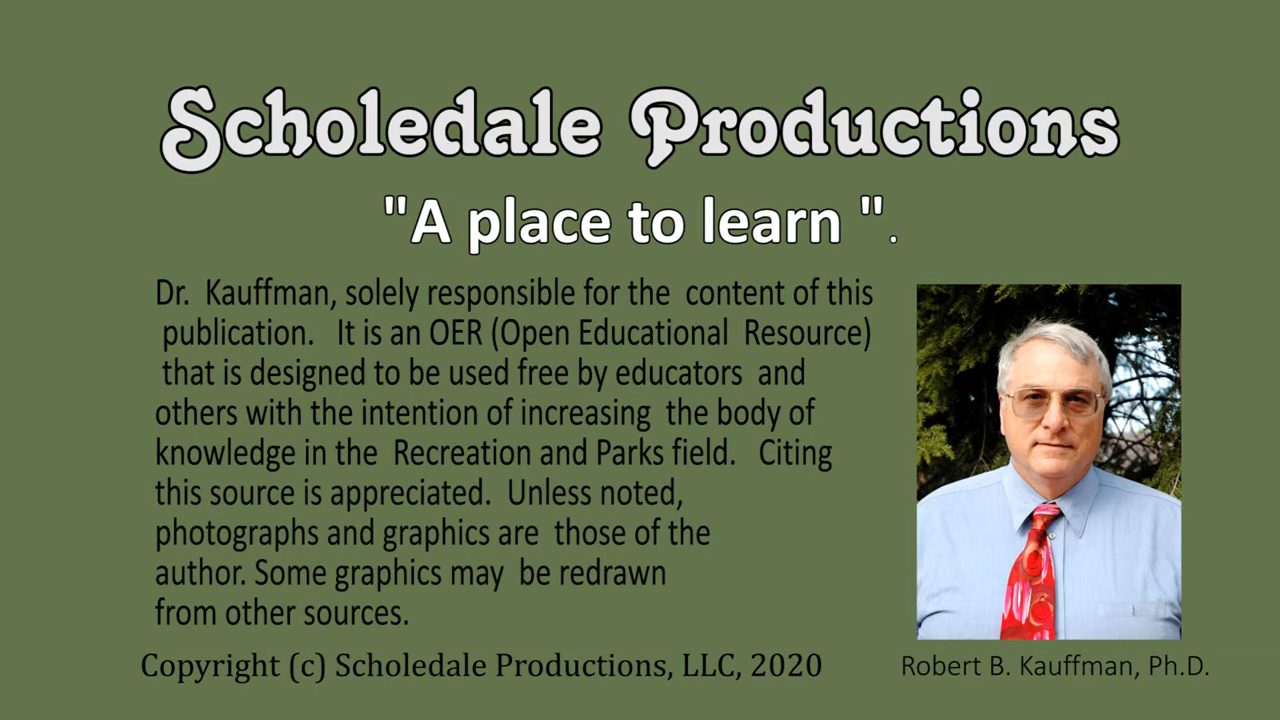 Scholedale Productions
"A place to learn ".
Dr. Kauffman, solely responsible for the content of this
publication. It is an OER (Open Educational Resource)
that is designed to be used free by educators and
others with the intention of increasing the body of
knowledge in the Recreation and Parks field. Citing
this source is appreciated. Unless noted,
photographs and graphics are those of the
author. Some graphics may be redrawn
from other sources.
Copyright (c) Scholedale Productions, LLC, 2020
Robert B. Kauffman, Ph.D.